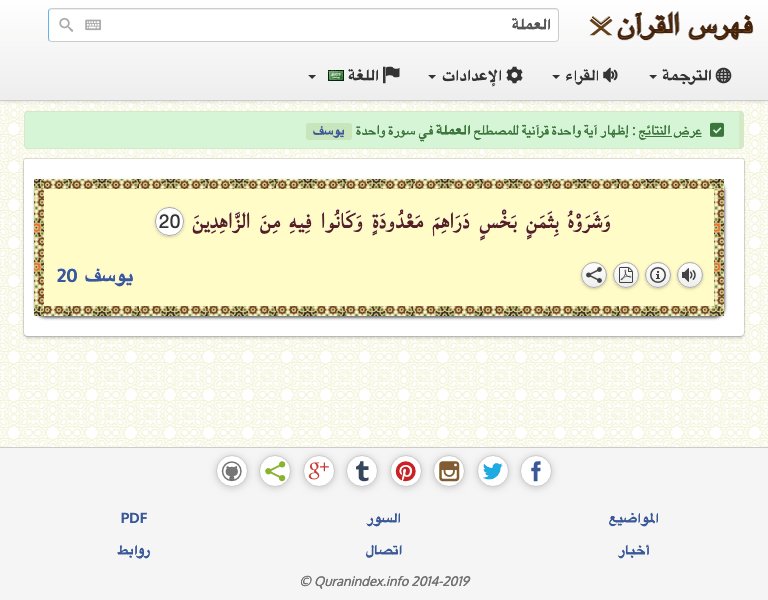 فهرس القرآن
العملة
الترجمة القراء الإعدادات اللغة
عرض النتائج : إظهار آية واحدة قرآنية للمصطلح العملة في سورة واحدة يوسف
وَشَرَوْهُ بِثَمَنٍ بَخْسٍ دَرَاهِمَ مَعْدُودَةٍ وَكَانُوا فِيهِ مِنَ الزَّاهِدِينَ 20
يوسف 20
المواضيع السور PDF
أخبار اتصال روابط
© Quranindex.info 2014-2019